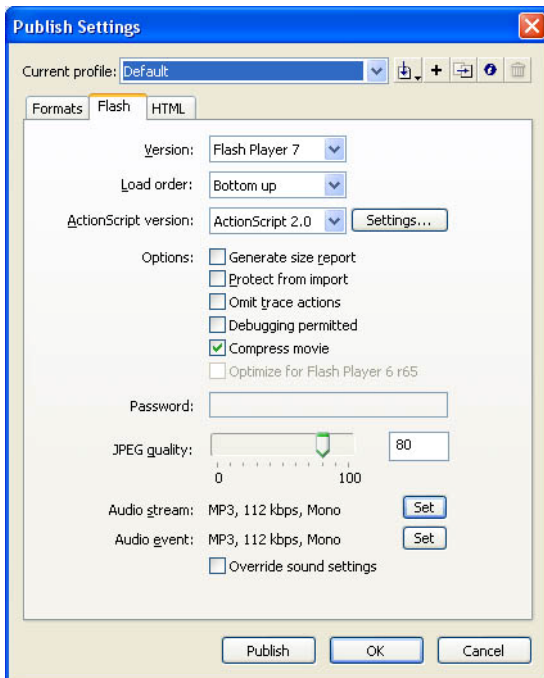 Publish Settings
Current profile: Default
Formats Flash HTML
Version: Flash Player 7
Load order: Bottom up
ActionScript version: ActionScript 2.0 Settings...
Options: Generate size report
Protect from import
Omit trace actions
Debugging permitted
Compress movie
Optimize for Flash Player 6 r65
Password:
JPEG quality: 80
0 100
Audio stream: MP3, 112 kbps, Mono Set
Audio event: MP3, 112 kbps, Mono Set
Override sound settings
Publish OK Cancel